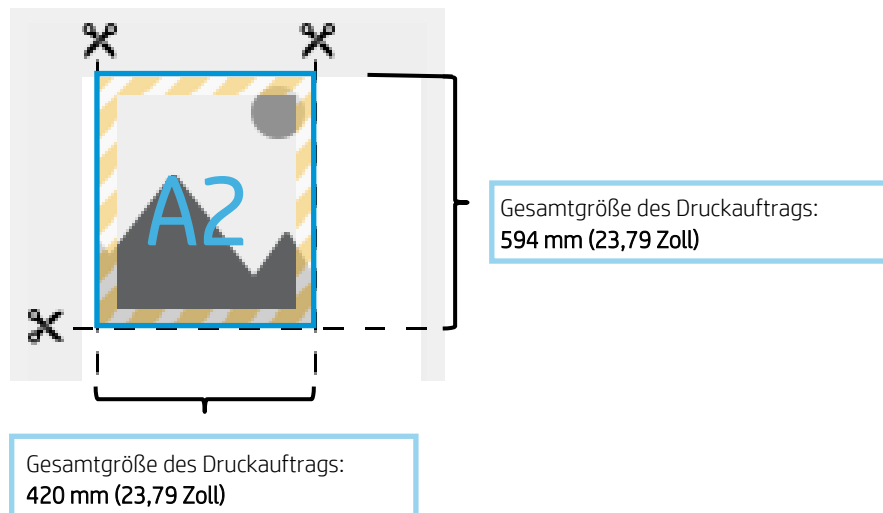 A2
Gesamtgröße des Druckauftrags:
594 mm (23,79 Zoll)
Gesamtgröße des Druckauftrags:
420 mm (23,79 Zoll)